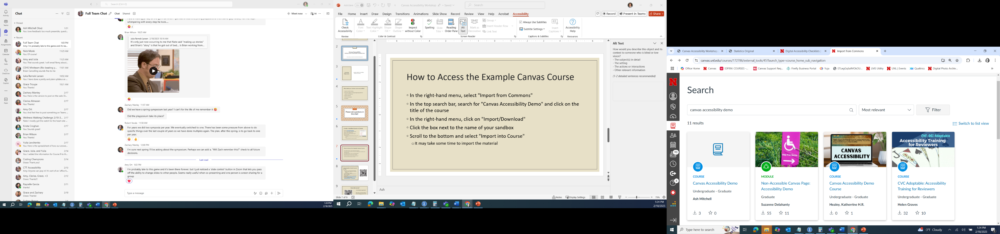 Search (Ctrl+E)
Chat
Full Team Chat
Chat
Shared
Meet now
14
Activity
Teams
Chat
Assignments
Calendar
Calls
OneDrive
Copilot
Apps
Pinned
Ash Mitchell (You) 1/31
Recent
Full Team Chat 1:03 PM
Amy: I'm probably late to this game and it's be...
Nick Monk 11:25 AM
You: Of course!
Amy and Julia 11:25 AM
You: That sounds great. I will email Remy about...
CEHS Miniteam (No beating y... 11:01 AM
Brian: Cancelling sounds fine to me
Julia Remsik Larsen 10:52 AM
You: I have done a pretty and plain syllabus as ...
Grace Troupe 10:21 AM
You: Thanks!
Zachary Manley 2/17
You: Here is the version to post on the web: Di...
Clarisa Almazan 2/17
You: Thanks!
Amy Ort 2/17
You: And feel free to post something on Teams ...
Wellness Walking Challenge 2/10-3... 2/17
Nate: I mostly got the watch for the heart rate ...
Krista Croghan 2/17
You: Sounds great!
Brian Wilson 2/17
You: Thanks!
YL
Yulia Levchenko 2/17
You: Here is the spreadsheet of how our answe...
Grace, Julia, and Yulia 2/14
You: I added the information for Course 9 to th...
Coding Champions 2/14
Grace: Thank you!
CTT Accessibility 2/13
Amy: Anyone can pop in! It's sort of an 'office h...
Amy, Clarisa, Grace, +3 2/12
Grace: Thanks!!!
Raycelle Garcia 2/11
thanks!
Grace and Zachary 2/10
Grace: Thanks!
whimpering with every step he took....
2
Brian Wilson 10:25 AM
Julia Remsik Larsen 2/18/2025 10:16 AM
It's only just now occurring to me that Nate said "making up stories"
and Brian's "story" is that he got out of bed.... Is Brian working from...
Zachary Manley 11:57 AM
Did we have a spring symposium last year? I can't for the life of me remember it
Did the playposium take its place?
Robert Vavala 11:58 AM
For years we did two symposia per year. We eventually switched to one. There has been some pressure from above to do
specific things over the last couple of years so we have done multiples again. The plan, after this spring, is to go back to one
per year.
Zachary Manley 12:00 PM
I'm sure next spring I'll be asking about the symposium. Perhaps we can add a, "Will Zach remmber this?" check to all future
decisions.
Last read
Amy Ort 1:03 PM
I'm probably late to this game and it's been there forever, but I just noticed a 'slide control' button in Zoom that lets you pass
off the ability to change slides to other people. Seems really useful when co-presenting and one person is screen sharing for a
group
Type a message
1:24 PM
2/18/2025
AutoSave On
Canvas Accessibility Workshop • Saved
Search
File Home Insert Draw Design Transitions Animations Slide Show Record Review View Help Acrobat Accessibility
Record
Present in Teams
Share
Check Accessibility
Font Color
Text Highlight Color
Shape Fill
Shape Outline
Inspect without Color
abc
Spelling
Slide Title
Reading Order Pane
Alt Text
Mark as Decorative
Group
Insert Header Row
Link Text
Always Use Subtitles
Subtitle Settings
Insert Captions
Accessibility Help
Review
Color & Contrast
Screen Reader
Captions & Subtitles
Resources
2
3
4
5
Please ask questions in the chat!
6
7
8
9
How to Access the Example Canvas Course
In the right-hand menu, select "Import from Commons"
In the top search bar, search for "Canvas Accessibility Demo" and click on the
title of the course
In the right-hand menu, click on "Import/Download"
Click the box next to the name of your sandbox
Scroll to the bottom and select "Import into Course"
It may take some time to import the material
Ash
Alt Text
How would you describe this object and its
context to someone who is blind or low
vision?
- The subject(s) in detail
- The setting
- The actions or interactions
- Other relevant information
(1-2 detailed sentences recommended)
Slide 7 of 9
Notes
Display Settings
79%
1:24 PM
2/18/2025
Canvas Accessibility Workshop
Statistics Original
Digital Accessibility Checklists |
Import from Commons
canvas.unl.edu/courses/172786/external_tools/45?launch_type=course_home_sub_navigation
Office Home
Canvas
IDFRM: COURSES -...
Canvas Support Req...
Firefly Business Portal
Yuja
ETLegGq6a9VOkOU...
LMS Utility
UNL | Events
Qualtrics
Digital Photo Archiv...
N
93
6
Search
canvas accessibility demo
Most relevant
Filter
11 results
Switch to list view
COURSE
Canvas Accessibility Demo
Undergraduate - Graduate
Ash Mitchell
3 0
Step free Route
MODULE
Non-Accessible Canvas Page:
Accessibility Demo
Graduate
Suzanne Delahanty
55 11
CANVAS
ACCESSIBILITY
COURSE
Canvas Accessibility Demo
Course
Undergraduate - Graduate
Healey, Katherrine H.R.
0 1
CVC-OEI Adoptable
Accessibility Training
for Reviewers
COURSE
CVC Adoptable: Accessibility
Training for Reviewers
Undergraduate - Graduate
Helen Graves
32 10
Type here to search
-3°F Cloudy
1:24 PM
2/18/2025